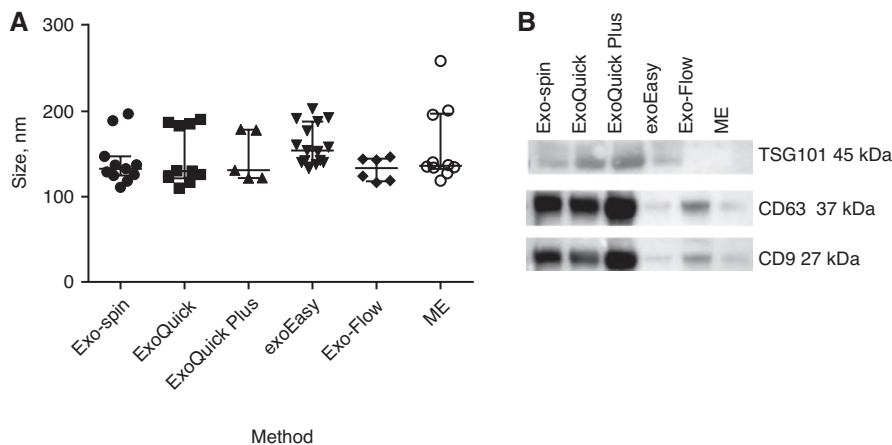 A
300
200
100
0
Size, nm
Exo-spin
ExoQuick
ExoQuick Plus
exoEasy
Exo-Flow
ME
Method
B
Exo-spin
ExoQuick
ExoQuick Plus
exoEasy
Exo-Flow
ME
TSG101 45 kDa
CD63 37 kDa
CD9 27 kDa